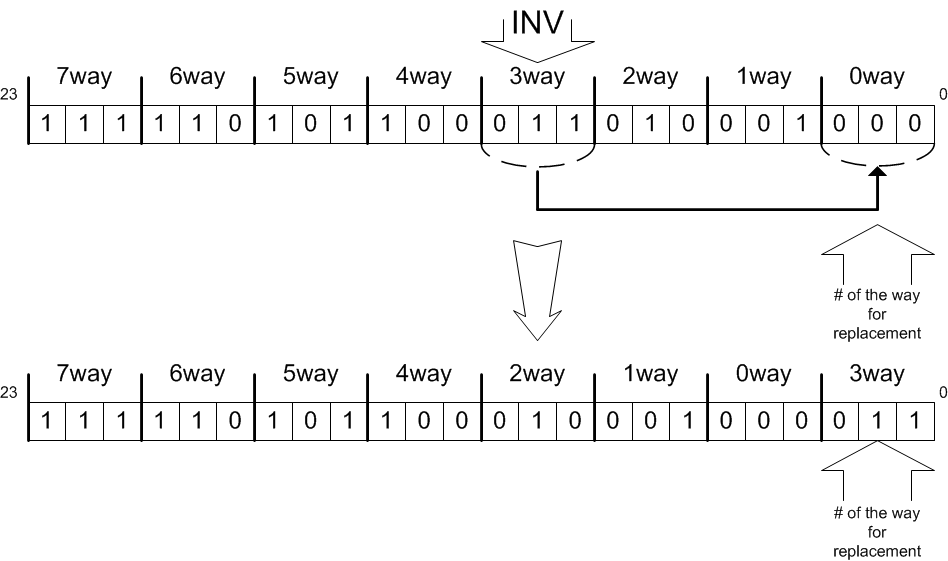 INV
7way 6way 5way 4way 3way 2way 1way 0way
23 0
1 1 1 1 1 0 1 0 1 1 0 0 0 1 1 0 1 0 0 0 1 0 0 0
# of the way
for
replacement
7way 6way 5way 4way 2way 1way 0way 3way
23 0
1 1 1 1 1 0 1 0 1 1 0 0 0 1 0 0 0 1 0 0 0 0 1 1
# of the way
for
replacement